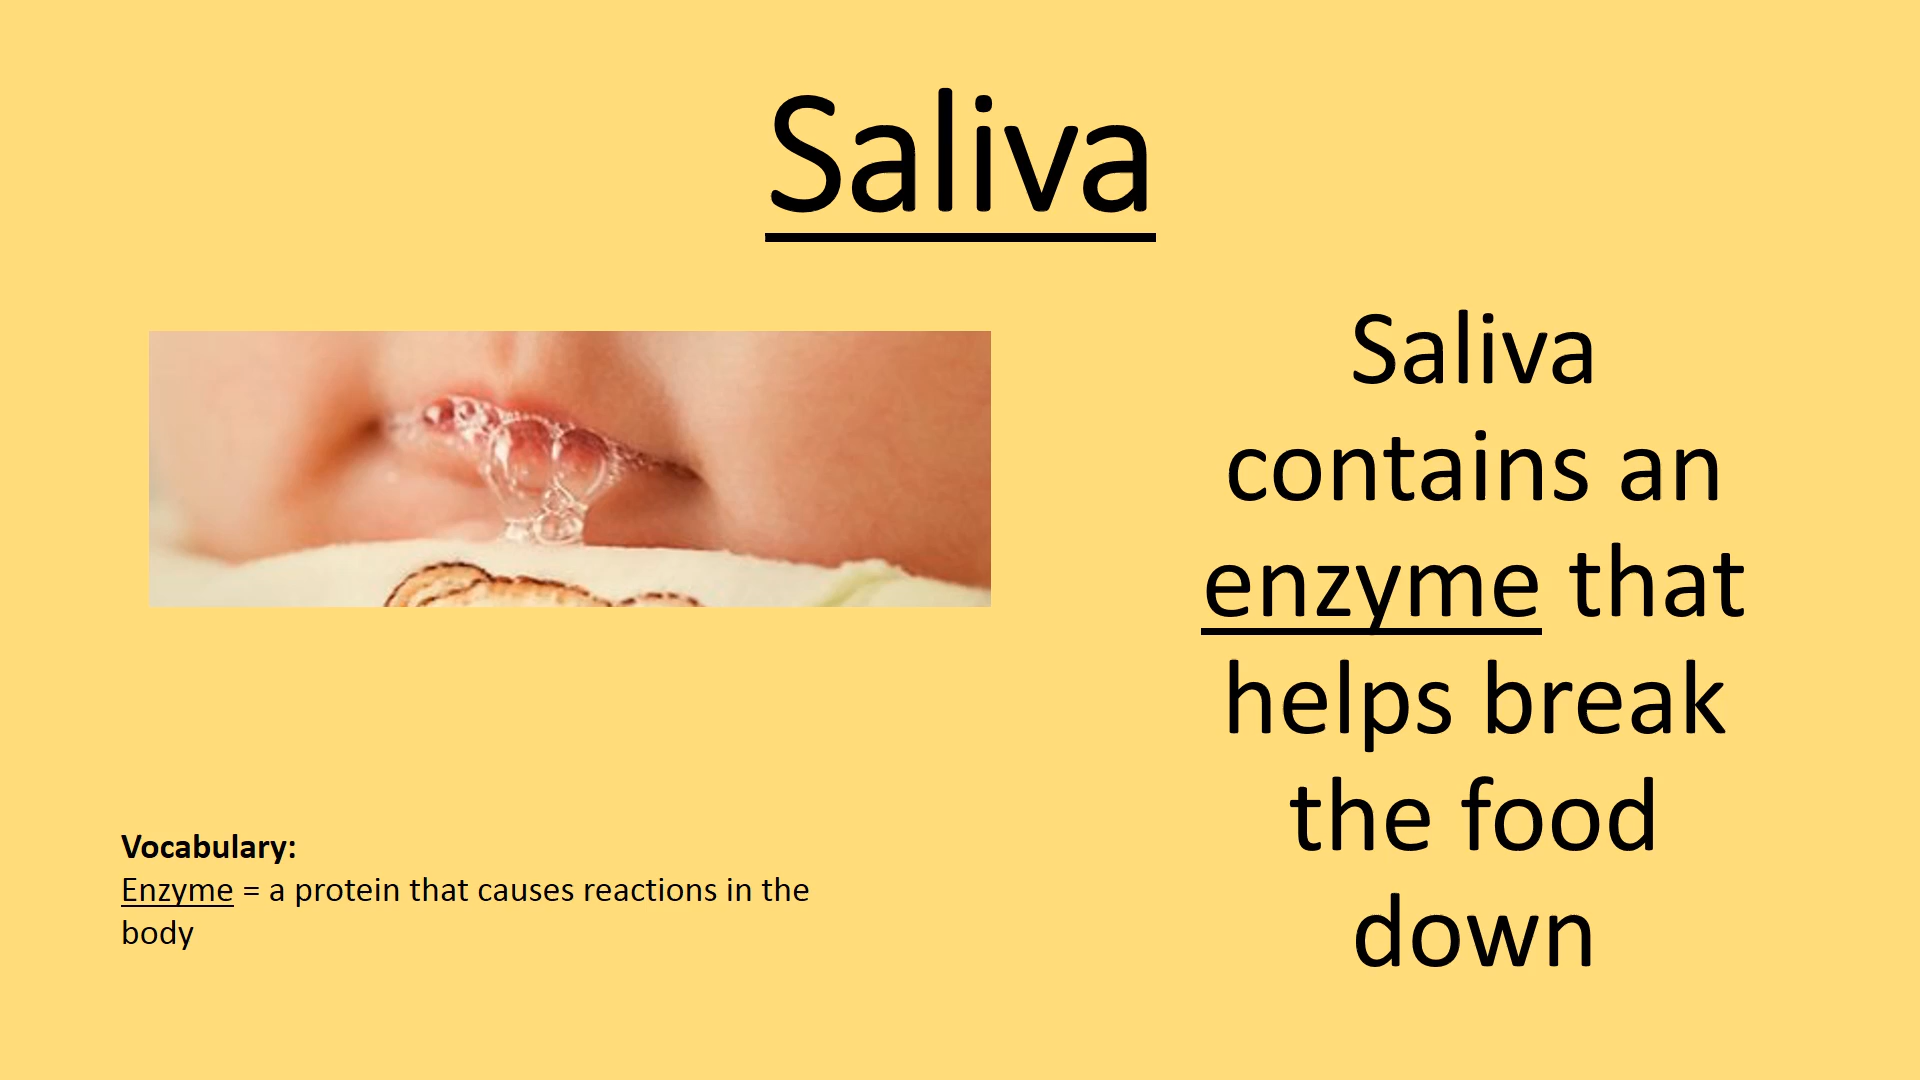 Saliva
Saliva
contains an
enzyme that
helps break
the food
down
Vocabulary:
Enzyme = a protein that causes reactions in the
body